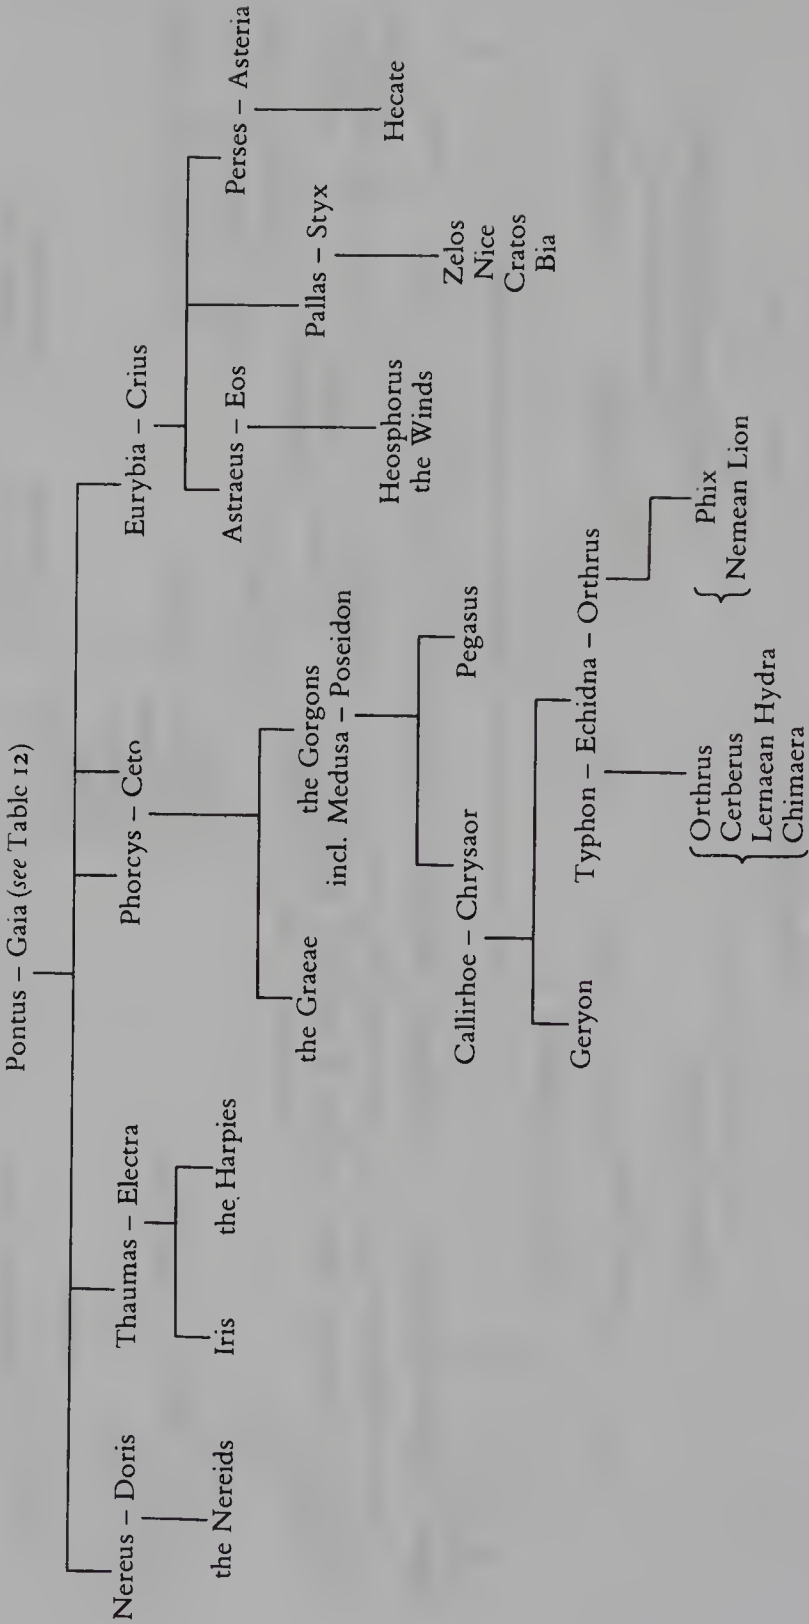 Pontus – Gaia (see Table 12)
Nereus – Doris
Thaumas – Electra
Phorcys – Ceto
Eurybia – Crius
the Nereids
Iris
the Harpies
Astraeus – Eos
Pallas – Styx
Perses – Asteria
the Graeae
the Gorgons
incl. Medusa – Poseidon
Heosphorus
the Winds
Zelos
Nice
Cratos
Bia
Hecate
Callirhoe – Chrysaor
Pegasus
Geryon
Typhon – Echidna – Orthrus
Orthrus
Cerberus
Lernaean Hydra
Chimaera
Phix
Nemean Lion